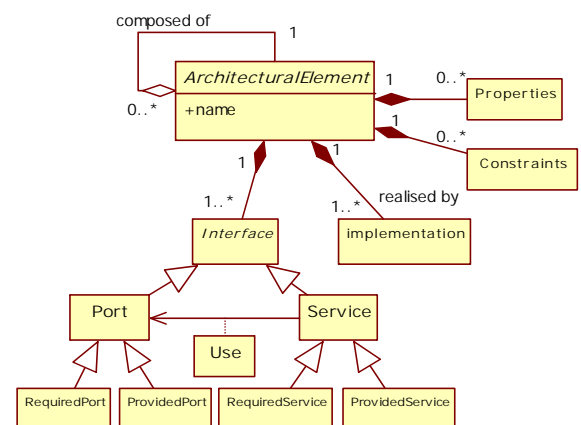 composed of
1
ArchitecturalElement
0..*
+name
1
0..*
Properties
1
0..*
Constraints
1
1
1..*
1..*
realised by
Interface
implementation
Port
Service
Use
RequiredPort
ProvidedPort
RequiredService
ProvidedService